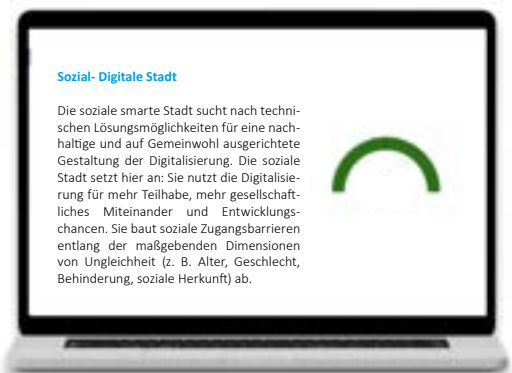 Sozial- Digitale Stadt
Die soziale smarte Stadt sucht nach techni-
schen Lösungsmöglichkeiten für eine nach-
haltige und auf Gemeinwohl ausgerichtete
Gestaltung der Digitalisierung. Die soziale
Stadt setzt hier an: Sie nutzt die Digitalisie-
rung für mehr Teilhabe, mehr gesellschaft-
liches Miteinander und Entwicklungs-
chancen. Sie baut soziale Zugangsbarrieren
entlang der maßgebenden Dimensionen
von Ungleichheit (z. B. Alter, Geschlecht,
Behinderung, soziale Herkunft) ab.